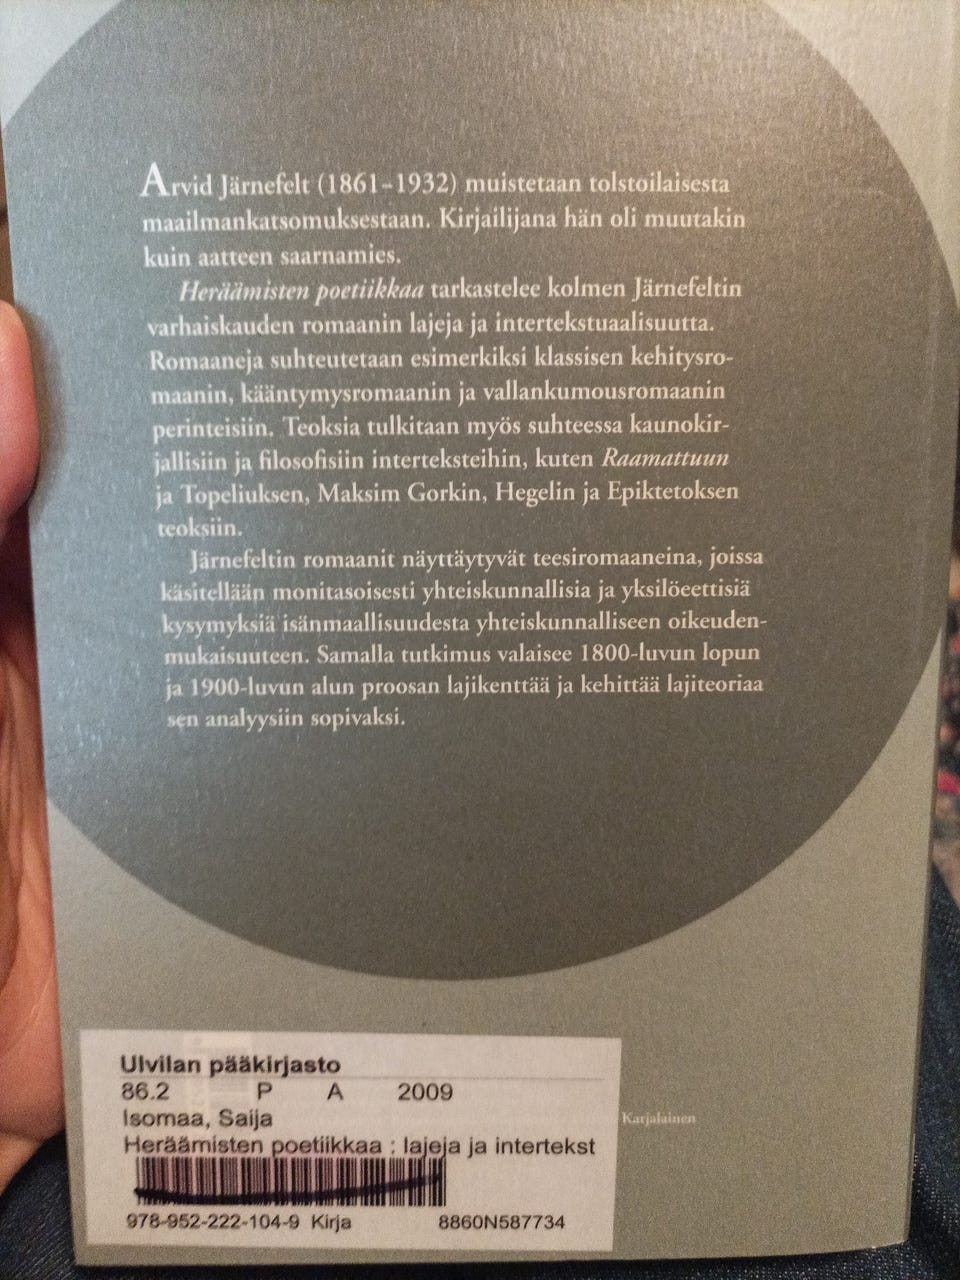 Arvid Järnefelt (1861–1932) muistetaan tolstoilaisesta
maailmankatsomuksestaan. Kirjailijana hän oli muutakin
kuin aatteen saarnamies.
Heräämisten poetiikkaa tarkastelee kolmen Järnefeltin
varhaiskauden romaanin lajeja ja intertekstuaalisuutta.
Romaaneja suhteutetaan esimerkiksi klassisen kehitysro-
maanin, kääntymysromaanin ja vallankumousromaanin
perinteisiin. Teoksia tulkitaan myös suhteessa kaunokir-
jallisiin ja filosofisiin interteksteihin, kuten Raamattuun
ja Topeliuksen, Maksim Gorkin, Hegelin ja Epiktetoksen
teoksiin.
Järnefeltin romaanit näyttäytyvät teesiromaaneina, joissa
käsitellään monitasoisesti yhteiskunnallisia ja yksilöeettisiä
kysymyksiä isänmaallisuudesta yhteiskunnalliseen oikeuden-
mukaisuuteen. Samalla tutkimus valaisee 1800-luvun lopun
ja 1900-luvun alun proosan lajikenttää ja kehittää lajiteoriaa
sen analyysiin sopivaksi.
Ulvilan pääkirjasto
86.2 P A 2009
Isomaa, Saija
Karjalainen
Heräämisten poetiikkaa : lajeja ja intertekst
978-952-222-104-9 Kirja 8860N587734